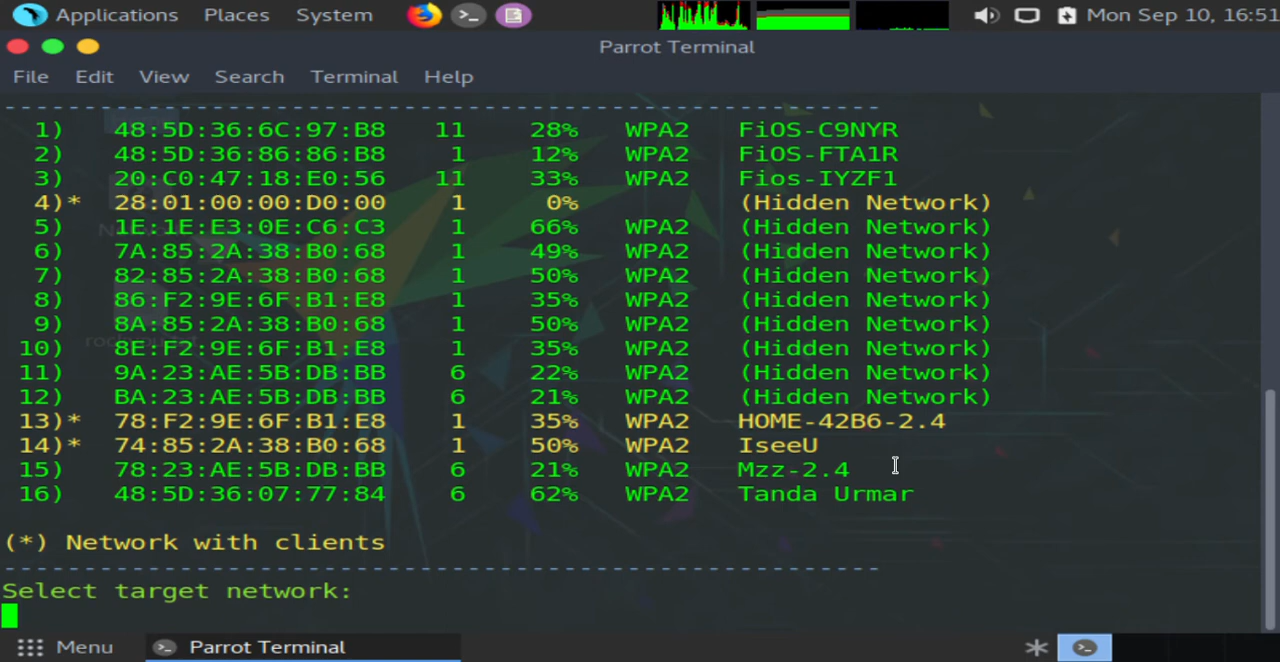 Applications Places System Mon Sep 10, 16:51
Parrot Terminal
File Edit View Search Terminal Help
--------------------------------------------------------
1) 48:5D:36:6C:97:B8 11 28% WPA2 FiOS-C9NYR
2) 48:5D:36:86:86:B8 1 12% WPA2 FiOS-FTA1R
3) 20:C0:47:18:E0:56 11 33% WPA2 Fios-IYZF1
4)* 28:01:00:00:D0:00 1 0% (Hidden Network)
5) 1E:1E:E3:0E:C6:C3 1 66% WPA2 (Hidden Network)
6) 7A:85:2A:38:B0:68 1 49% WPA2 (Hidden Network)
7) 82:85:2A:38:B0:68 1 50% WPA2 (Hidden Network)
8) 86:F2:9E:6F:B1:E8 1 35% WPA2 (Hidden Network)
9) 8A:85:2A:38:B0:68 1 50% WPA2 (Hidden Network)
10) 8E:F2:9E:6F:B1:E8 1 35% WPA2 (Hidden Network)
11) 9A:23:AE:5B:DB:BB 6 22% WPA2 (Hidden Network)
12) BA:23:AE:5B:DB:BB 6 21% WPA2 (Hidden Network)
13)* 78:F2:9E:6F:B1:E8 1 35% WPA2 HOME-42B6-2.4
14)* 74:85:2A:38:B0:68 1 50% WPA2 IseeU
15) 78:23:AE:5B:DB:BB 6 21% WPA2 Mzz-2.4
16) 48:5D:36:07:77:84 6 62% WPA2 Tanda Urmar
(*) Network with clients
--------------------------------------------------------
Select target network:
Menu Parrot Terminal